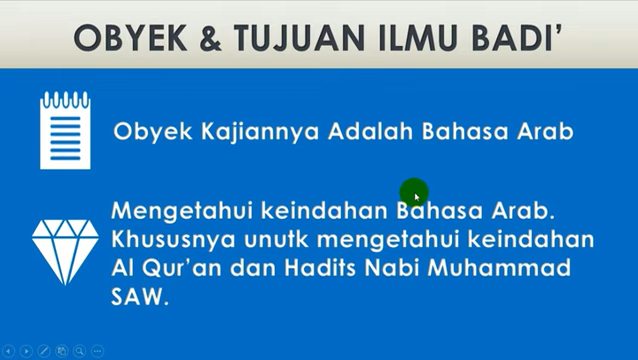 OBYEK & TUJUAN ILMU BADI’
Obyek Kajiannya Adalah Bahasa Arab
Mengetahui keindahan Bahasa Arab.
Khususnya unutk mengetahui keindahan
Al Qur’an dan Hadits Nabi Muhammad
SAW.